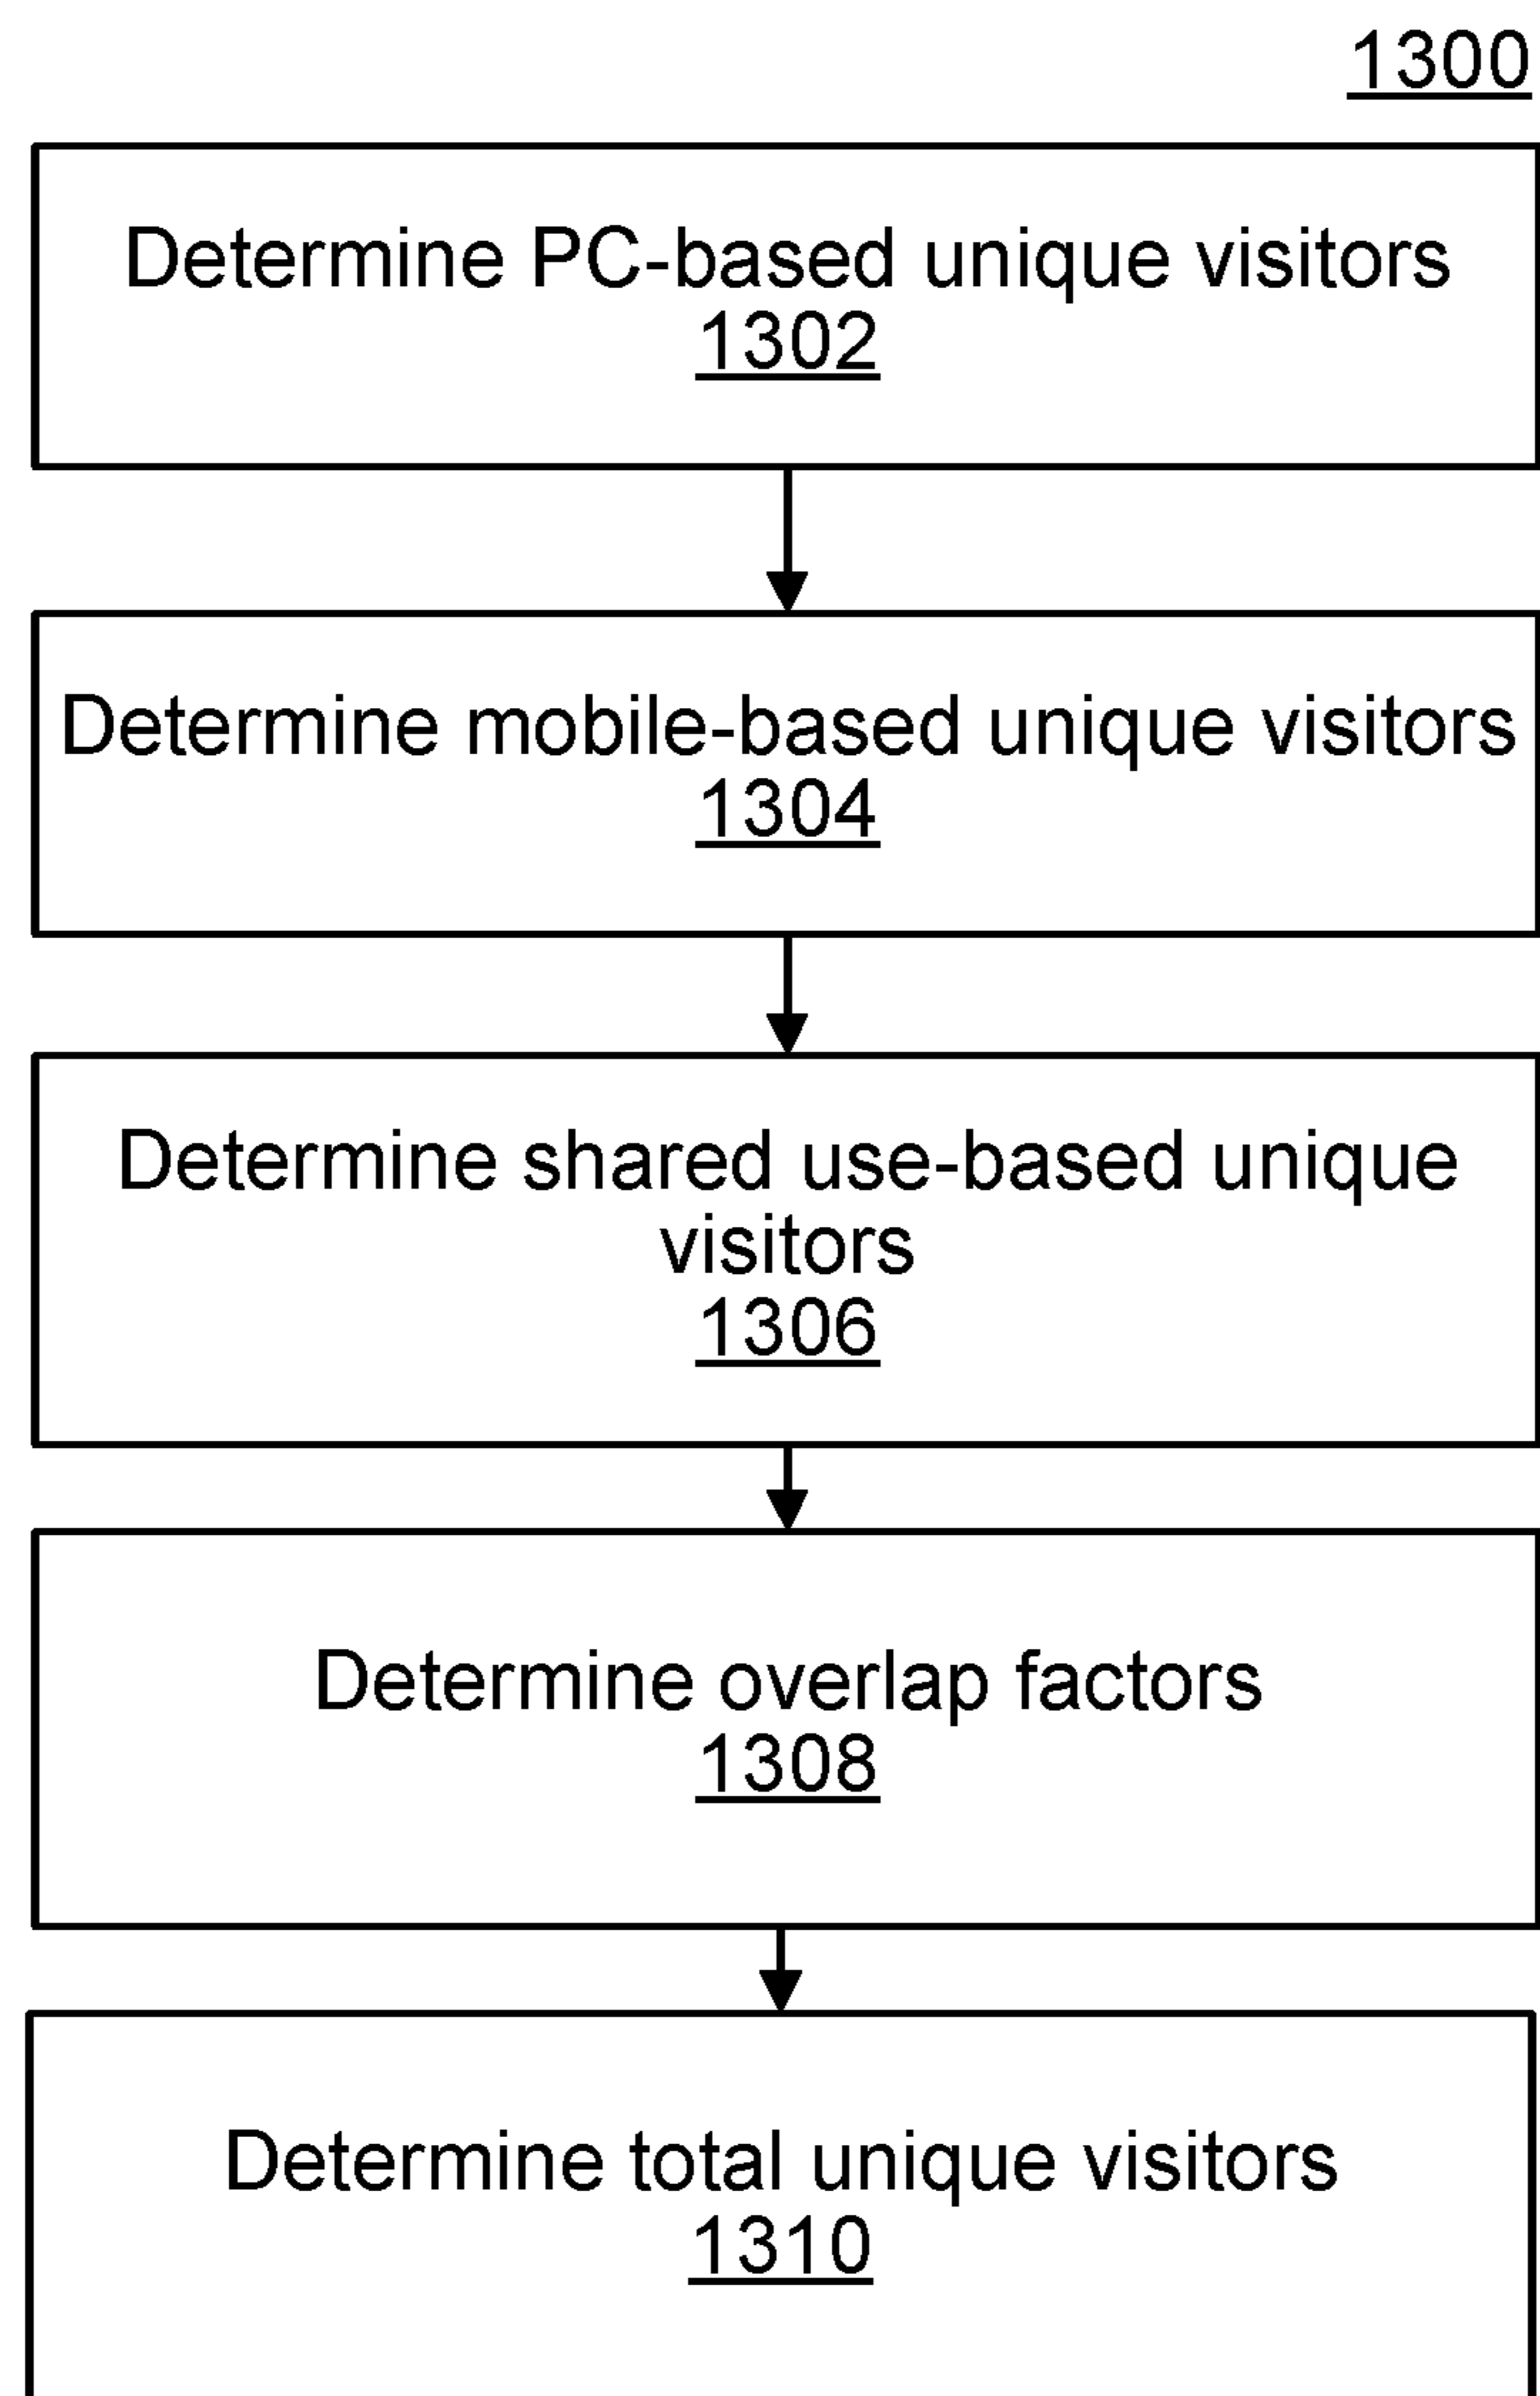 1300
Determine PC-based unique visitors
1302
Determine mobile-based unique visitors
1304
Determine shared use-based unique
visitors
1306
Determine overlap factors
1308
Determine total unique visitors
1310